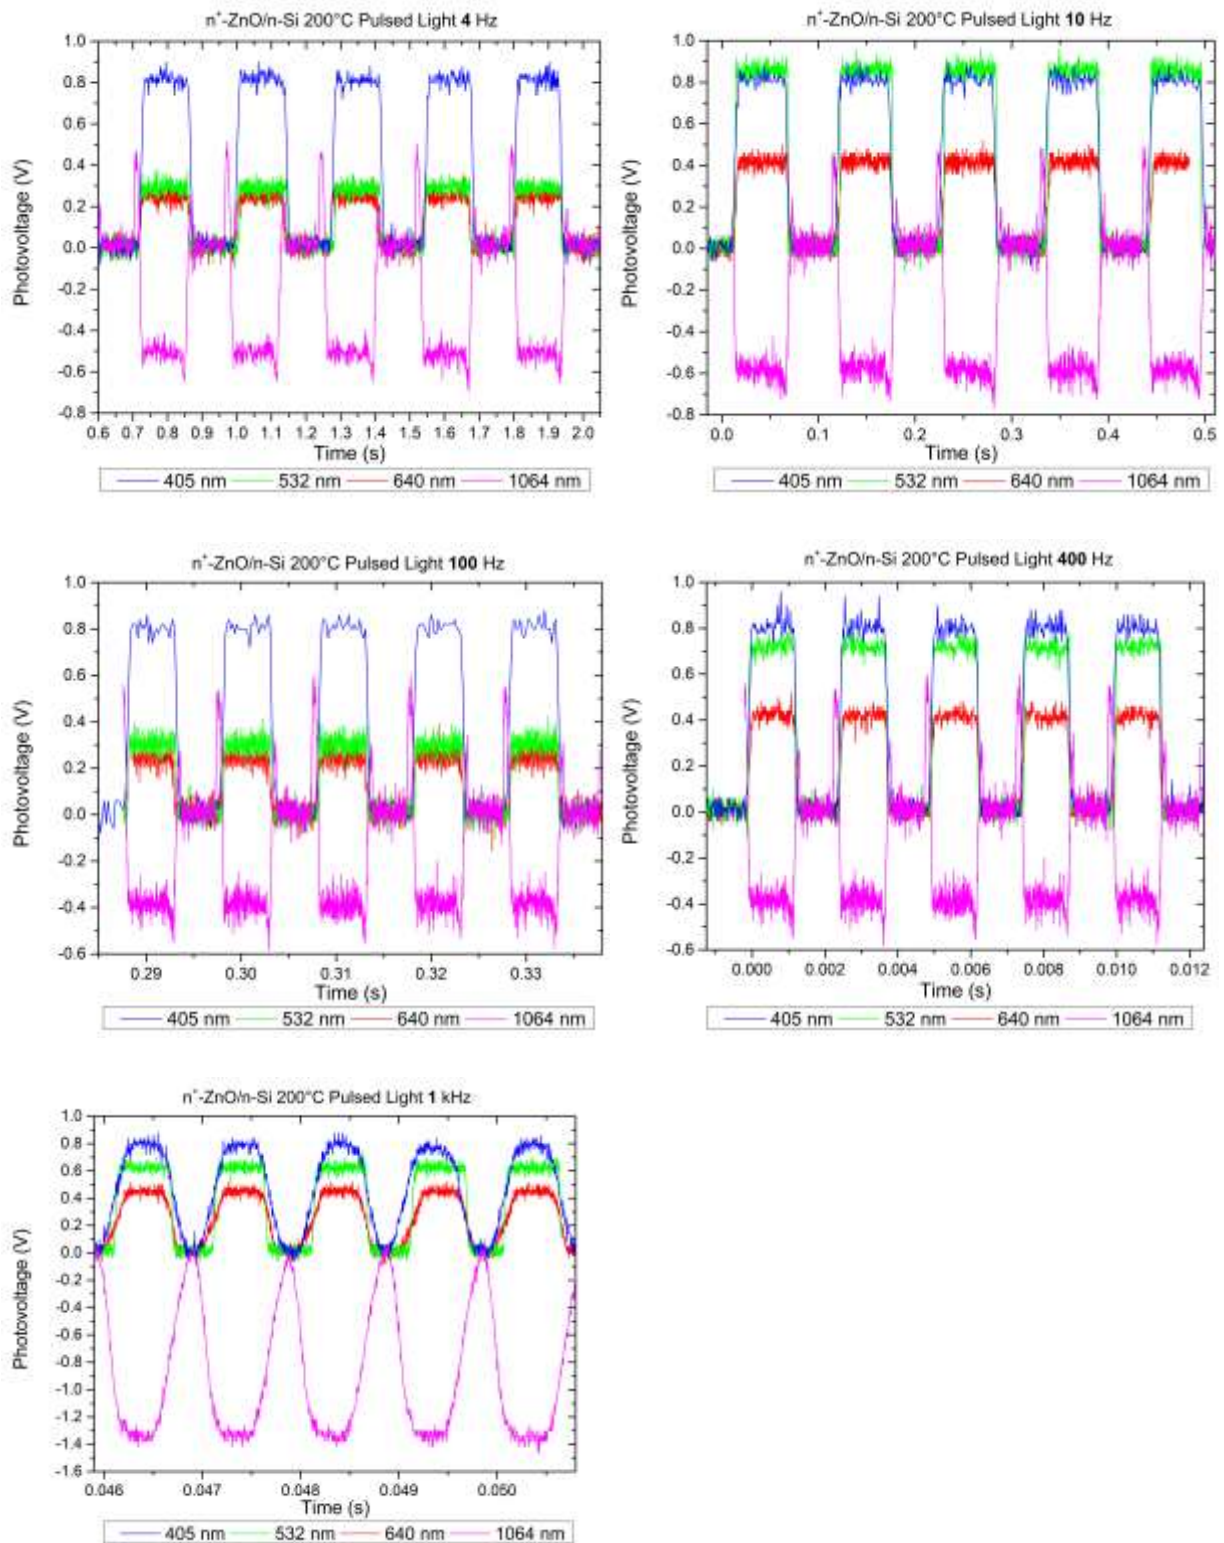 n⁺-ZnO/n-Si 200°C Pulsed Light 4 Hz
Photovoltage (V)
1.0
0.8
0.6
0.4
0.2
0.0
-0.2
-0.4
-0.6
-0.8
0.6 0.7 0.8 0.9 1.0 1.1 1.2 1.3 1.4 1.5 1.6 1.7 1.8 1.9 2.0
Time (s)
405 nm 532 nm 640 nm 1064 nm
n⁺-ZnO/n-Si 200°C Pulsed Light 10 Hz
Photovoltage (V)
1.0
0.8
0.6
0.4
0.2
0.0
-0.2
-0.4
-0.6
-0.8
0.0 0.1 0.2 0.3 0.4 0.5
Time (s)
405 nm 532 nm 640 nm 1064 nm
n⁺-ZnO/n-Si 200°C Pulsed Light 100 Hz
Photovoltage (V)
1.0
0.8
0.6
0.4
0.2
0.0
-0.2
-0.4
-0.6
0.29 0.30 0.31 0.32 0.33
Time (s)
405 nm 532 nm 640 nm 1064 nm
n⁺-ZnO/n-Si 200°C Pulsed Light 400 Hz
Photovoltage (V)
1.0
0.8
0.6
0.4
0.2
0.0
-0.2
-0.4
-0.6
0.000 0.002 0.004 0.006 0.008 0.010 0.012
Time (s)
405 nm 532 nm 640 nm 1064 nm
n⁺-ZnO/n-Si 200°C Pulsed Light 1 kHz
Photovoltage (V)
1.0
0.8
0.6
0.4
0.2
0.0
-0.2
-0.4
-0.6
-0.8
-1.0
-1.2
-1.4
-1.6
0.046 0.047 0.048 0.049 0.050
Time (s)
405 nm 532 nm 640 nm 1064 nm